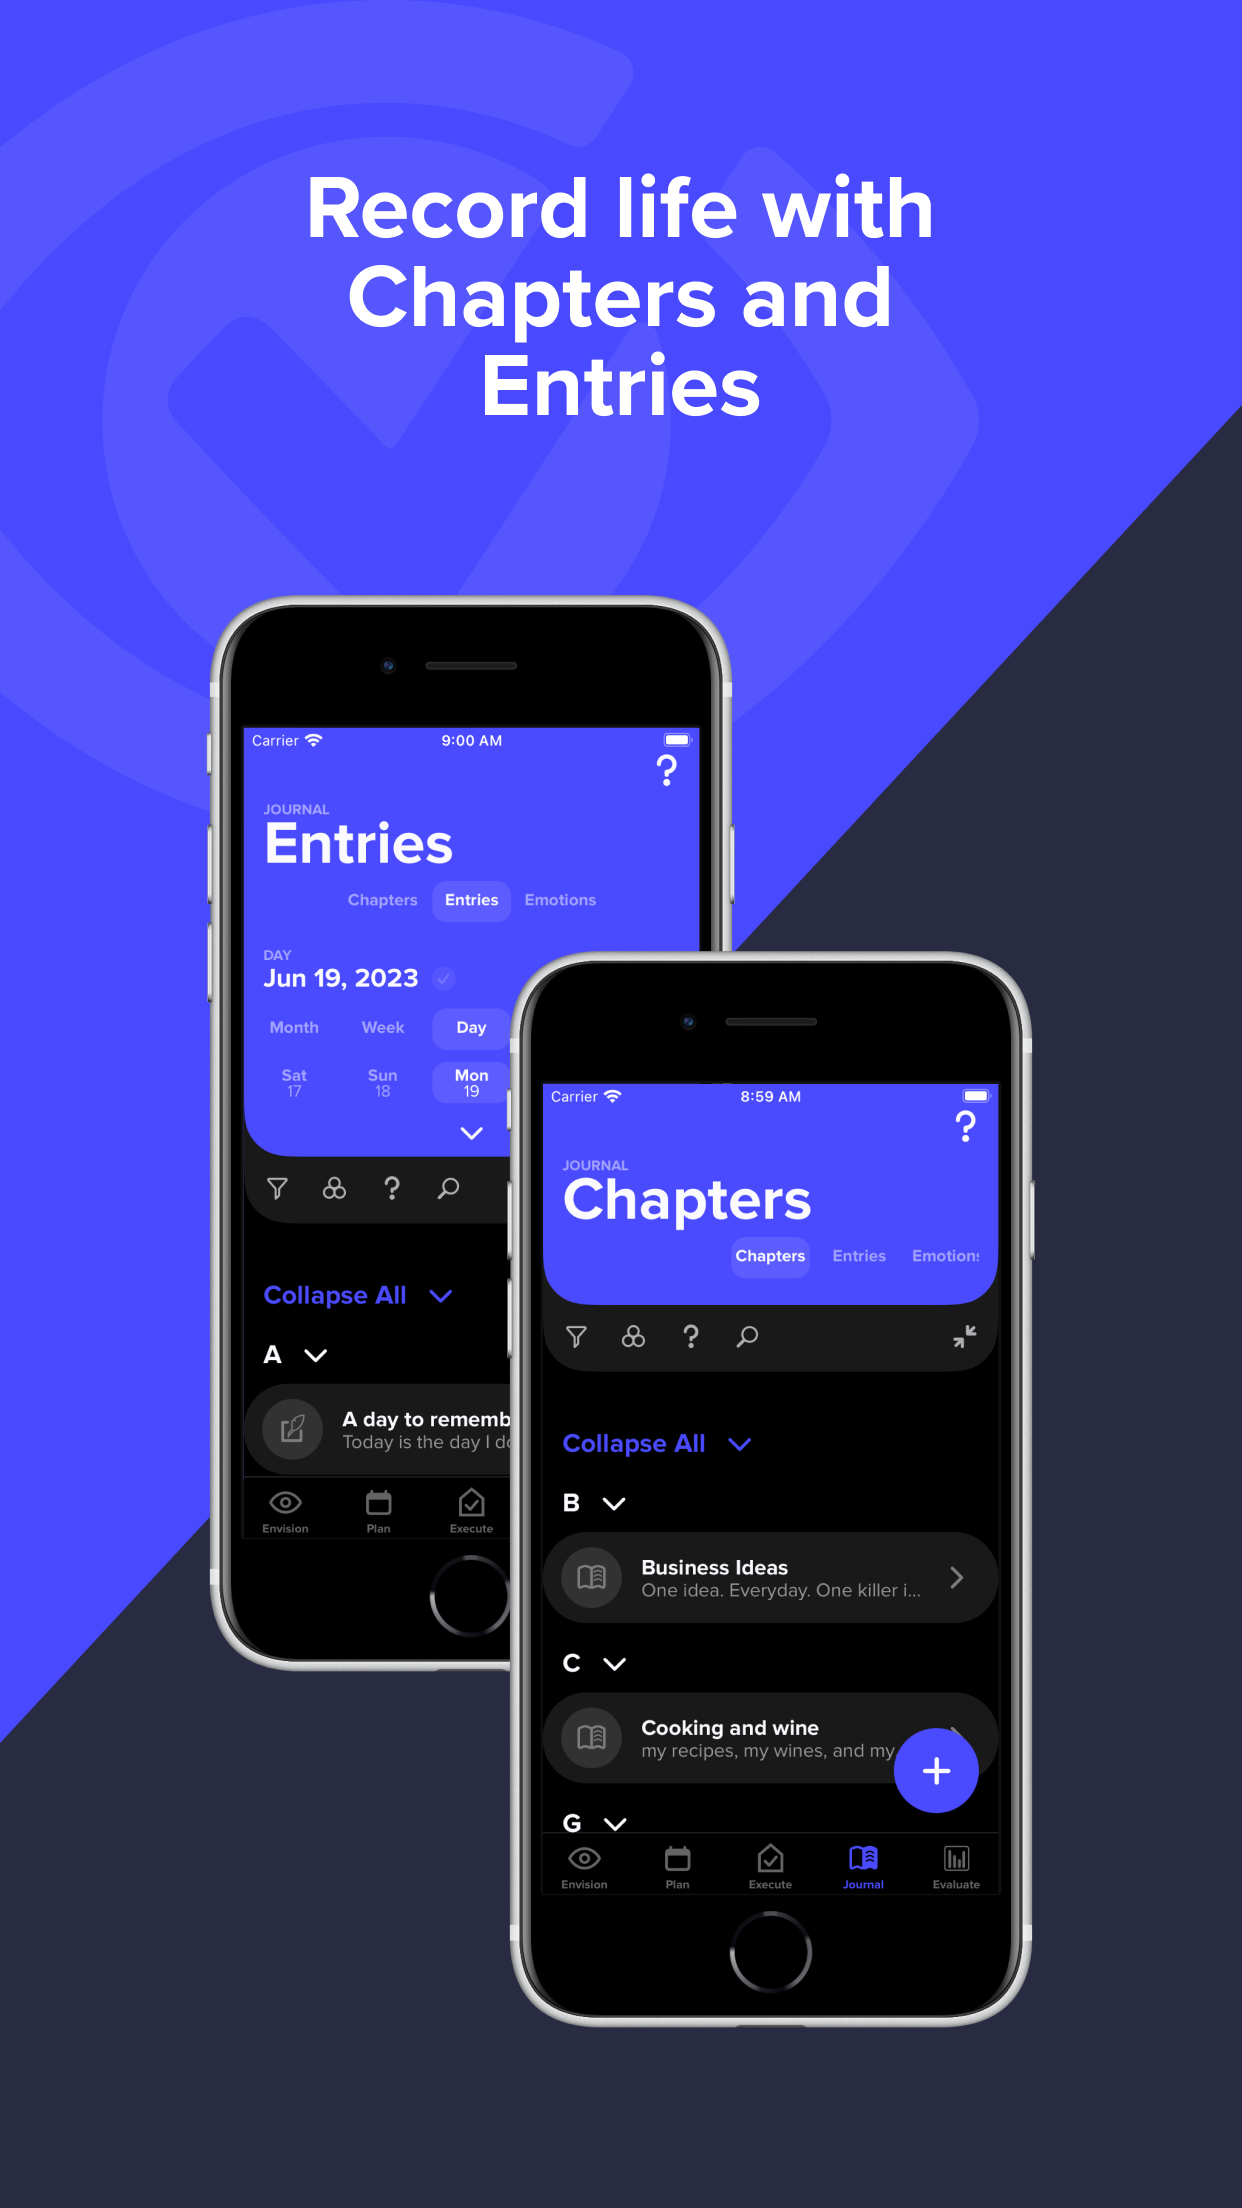 Record life with
Chapters and
Entries
Carrier
9:00 AM
?
JOURNAL
Entries
Chapters
Entries
Emotions
DAY
Jun 19, 2023
Month
Week
Day
Sat
17
Sun
18
Mon
19
?
Collapse All
A
A day to rememb
Today is the day I
Envision
Plan
Execute
Carrier
8:59 AM
?
JOURNAL
Chapters
Chapters
Entries
Emotions
?
Collapse All
B
Business Ideas
One idea. Everyday. One killer i...
C
Cooking and wine
my recipes, my wines, and my
G
Envision
Plan
Execute
Journal
Evaluate